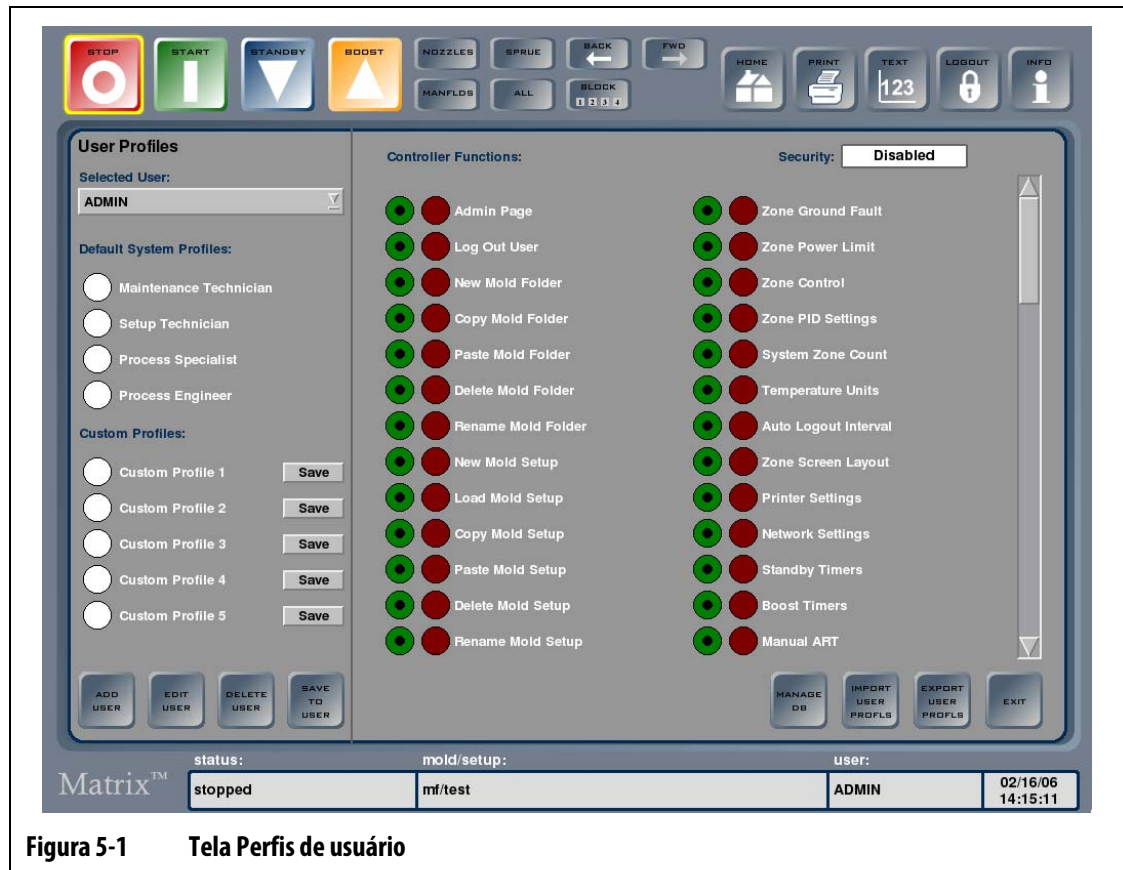 STOP
START
STANDBY
BOOST
NOZZLES
SPRUE
BACK
FWD
MANFLDS
ALL
BLOCK
1 2 3 4
HOME
PRINT
TEXT
123
LOGOUT
INFO
User Profiles
Selected User:
ADMIN
Default System Profiles:
Maintenance Technician
Setup Technician
Process Specialist
Process Engineer
Custom Profiles:
Custom Profile 1 Save
Custom Profile 2 Save
Custom Profile 3 Save
Custom Profile 4 Save
Custom Profile 5 Save
ADD USER
EDIT USER
DELETE USER
SAVE TO USER
Controller Functions:
Security: Disabled
Admin Page
Log Out User
New Mold Folder
Copy Mold Folder
Paste Mold Folder
Delete Mold Folder
Rename Mold Folder
New Mold Setup
Load Mold Setup
Copy Mold Setup
Paste Mold Setup
Delete Mold Setup
Rename Mold Setup
Zone Ground Fault
Zone Power Limit
Zone Control
Zone PID Settings
System Zone Count
Temperature Units
Auto Logout Interval
Zone Screen Layout
Printer Settings
Network Settings
Standby Timers
Boost Timers
Manual ART
MANAGE DB
IMPORT USER PROFLS
EXPORT USER PROFLS
EXIT
Matrix™
status:
stopped
mold/setup:
mf/test
user:
ADMIN
02/16/06
14:15:11
Figura 5-1 Tela Perfis de usuário